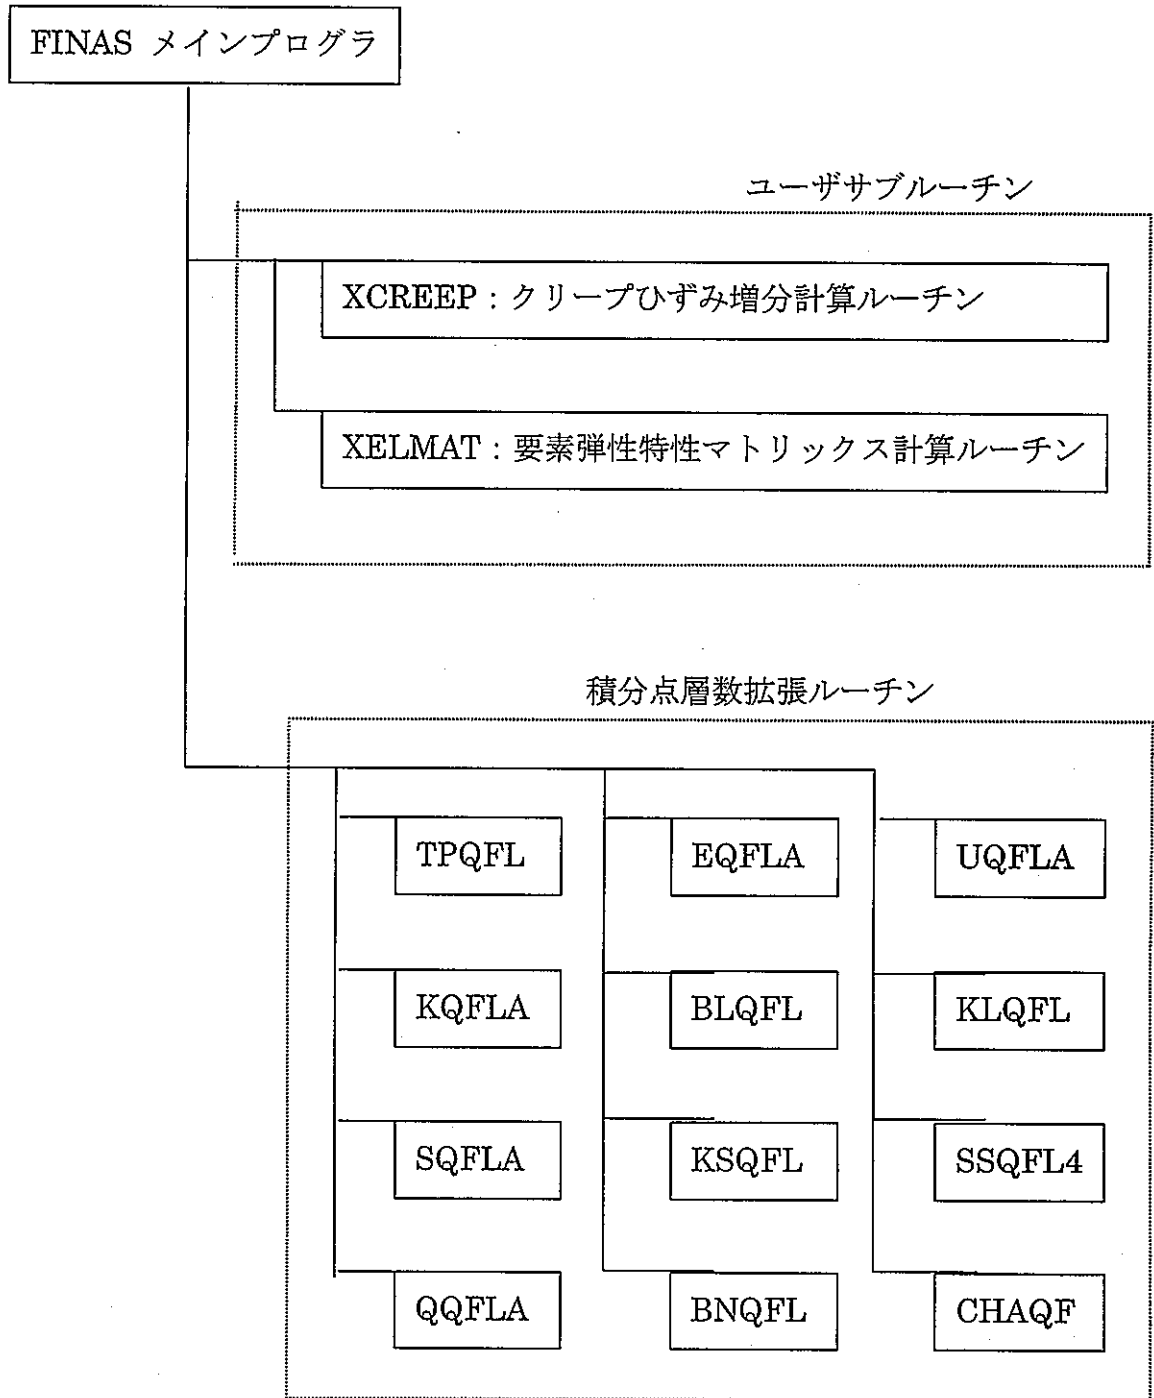 FINAS メインプログラ
ユーザサブルーチン
XCREEP：クリープひずみ増分計算ルーチン
XELMAT：要素弾性特性マトリックス計算ルーチン
積分点層数拡張ルーチン
TPQFL EQFLA UQFLA
KQFLA BLQFL KLQFL
SQFLA KSQFL SSQFL4
QQFLA BNQFL CHAQF